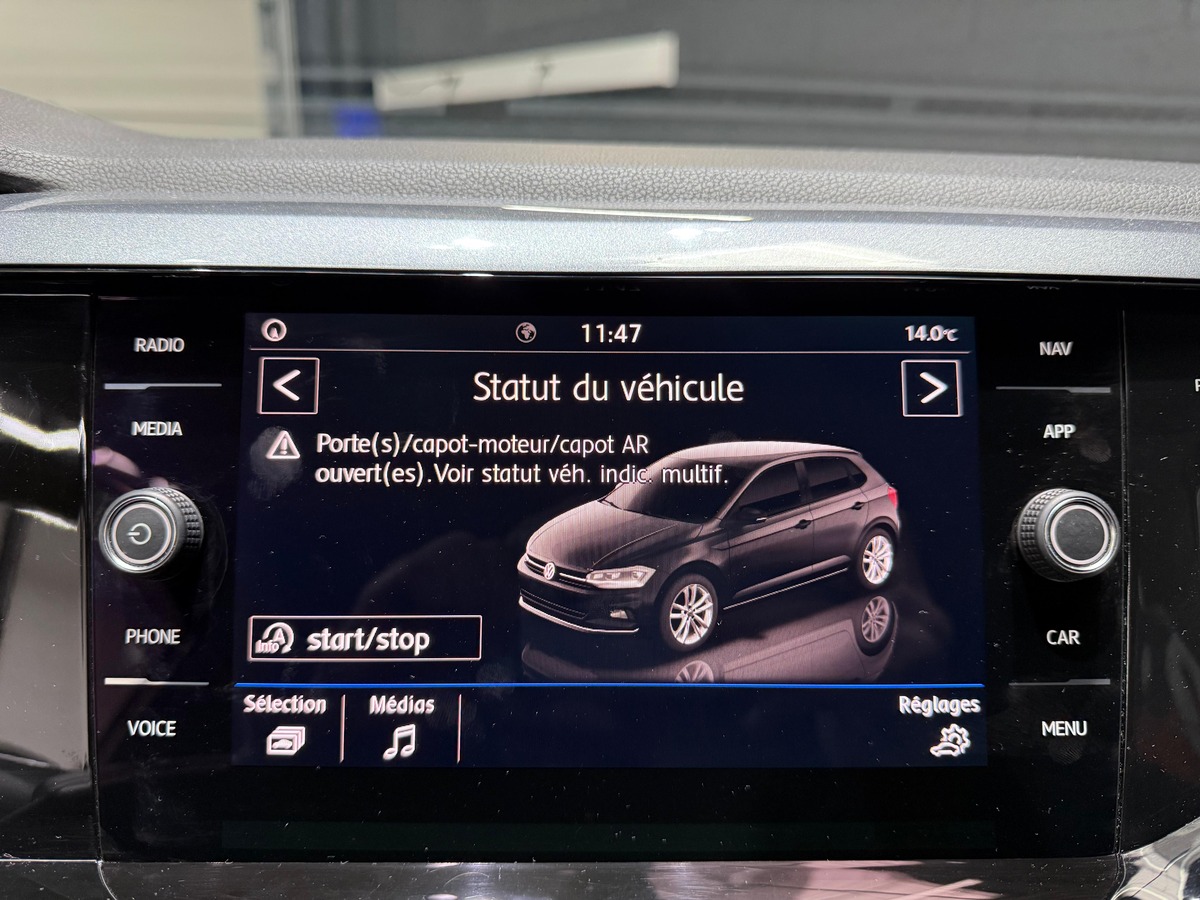 RADIO
MEDIA
PHONE
VOICE
11:47
14.0°C
Statut du véhicule
Porte(s)/capot-moteur/capot AR
ouvert(es).Voir statut véh. indic. multif.
Info A
start/stop
Sélection
Médias
Réglages
NAV
APP
CAR
MENU